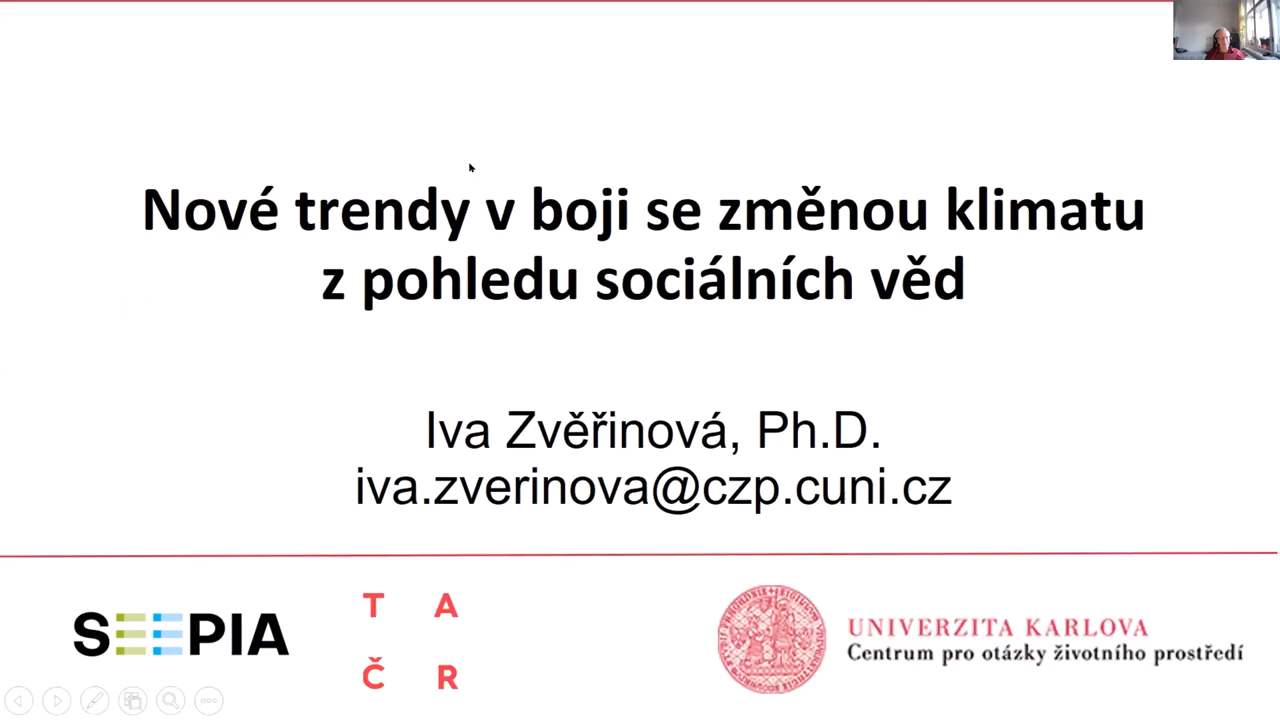 Nové trendy v boji se změnou klimatu
z pohledu sociálních věd
Iva Zvěřinová, Ph.D.
iva.zverinova@czp.cuni.cz
SEEPIA
T A
Č R
UNIVERZITA KARLOVA
Centrum pro otázky životního prostředí